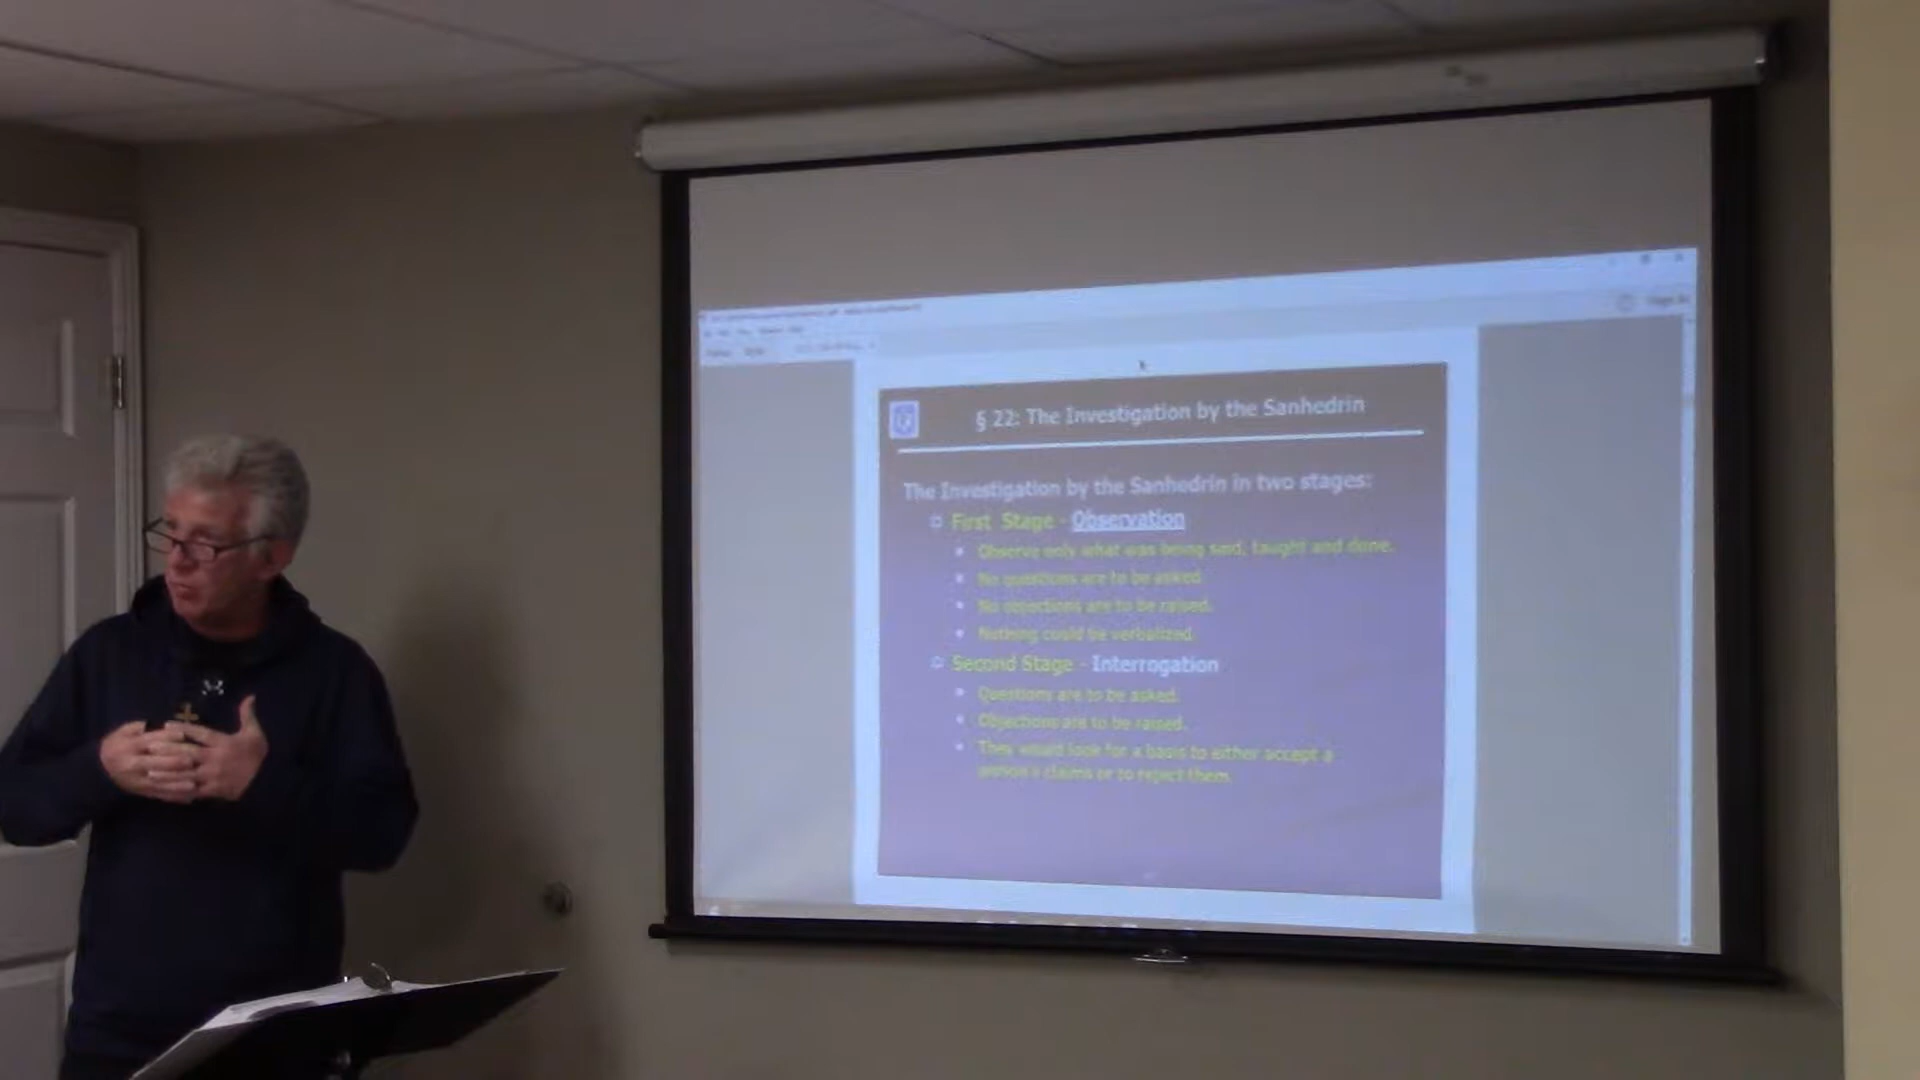 § 22: The Investigation by the Sanhedrin
The Investigation by the Sanhedrin in two stages:
First Stage - Observation
Observe only what was being said, taught and done.
No questions are to be asked.
No objections are to be raised.
Nothing could be verbalized.
Second Stage - Interrogation
Questions are to be asked.
Objections are to be raised.
They would look for a basis to either accept a
person's claims or to reject them.